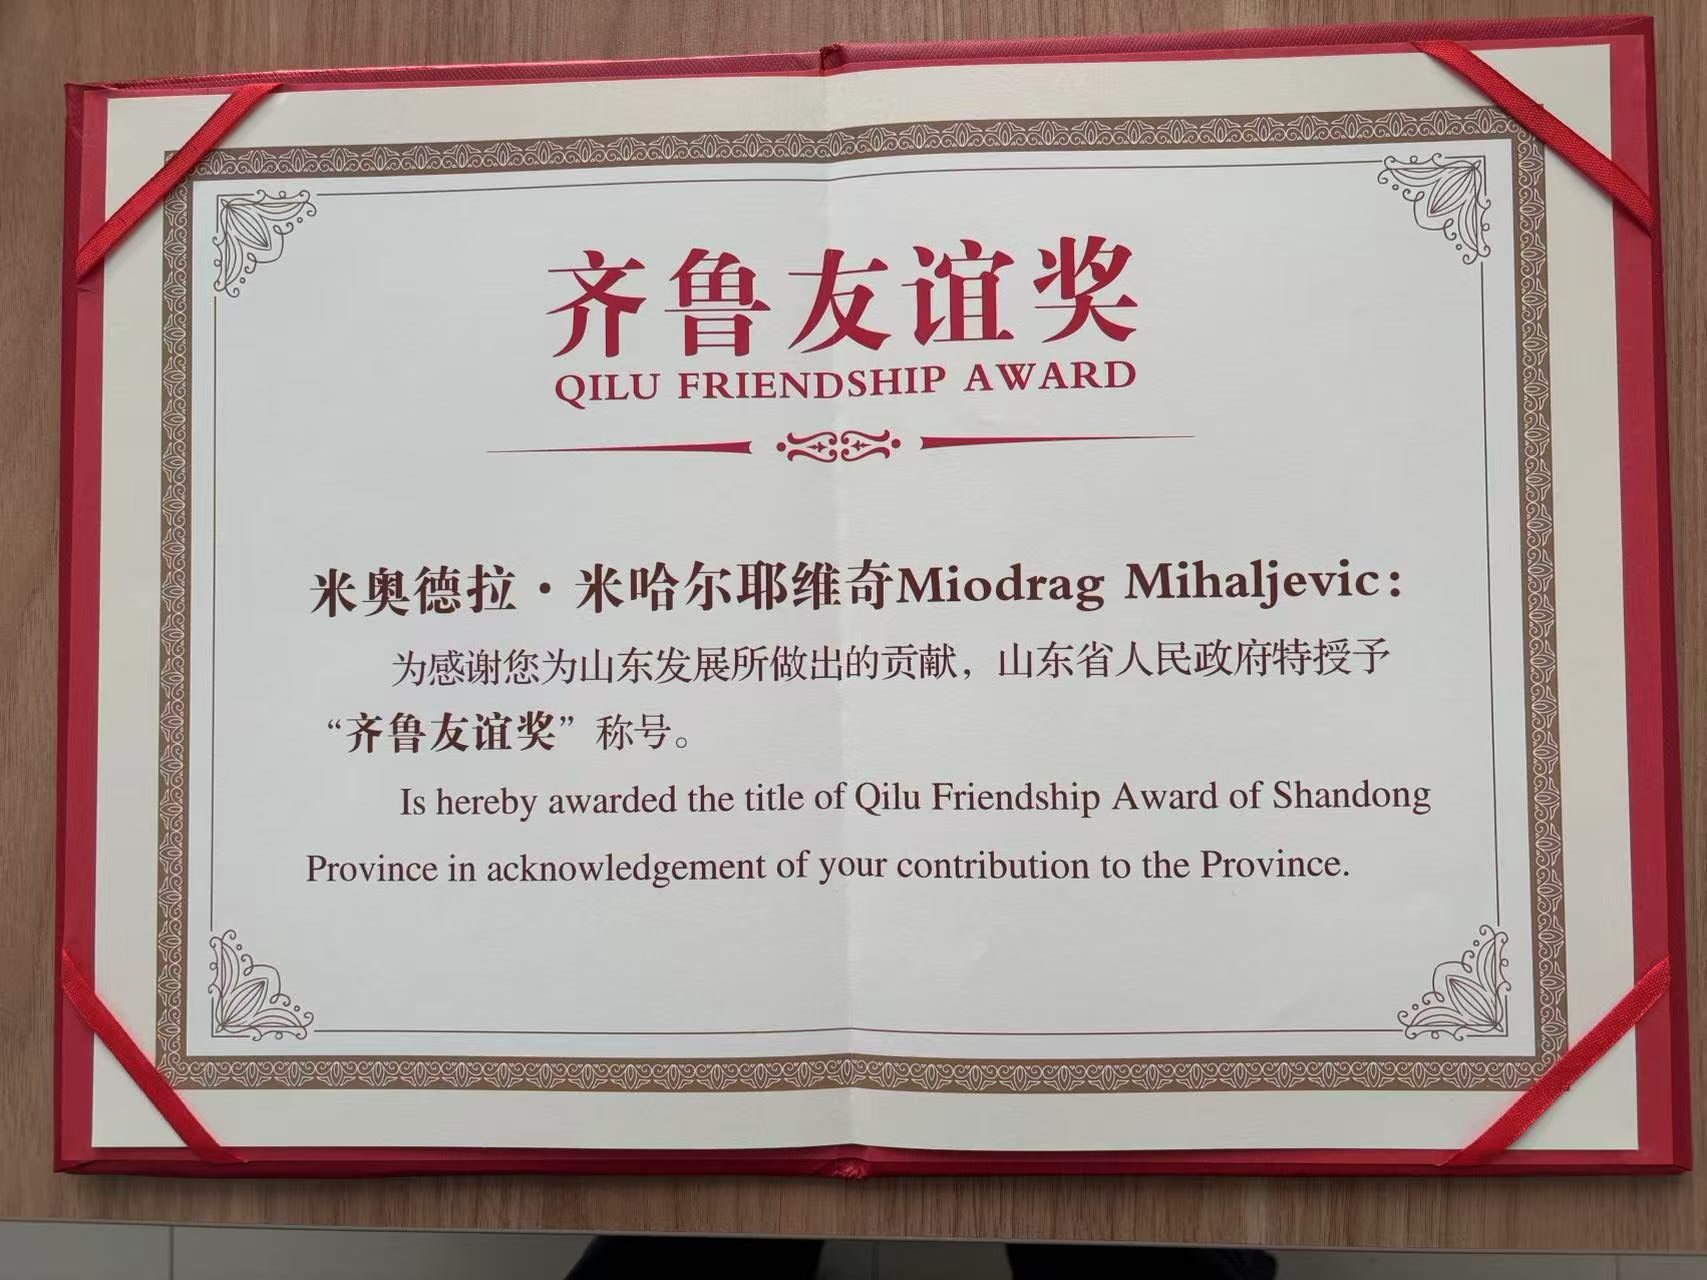 齐鲁友谊奖
QILU FRIENDSHIP AWARD
米奥德拉·米哈尔耶维奇Miodrag Mihaljevic:
为感谢您为山东发展所做出的贡献，山东省人民政府特授予
“齐鲁友谊奖”称号。
Is hereby awarded the title of Qilu Friendship Award of Shandong
Province in acknowledgement of your contribution to the Province.